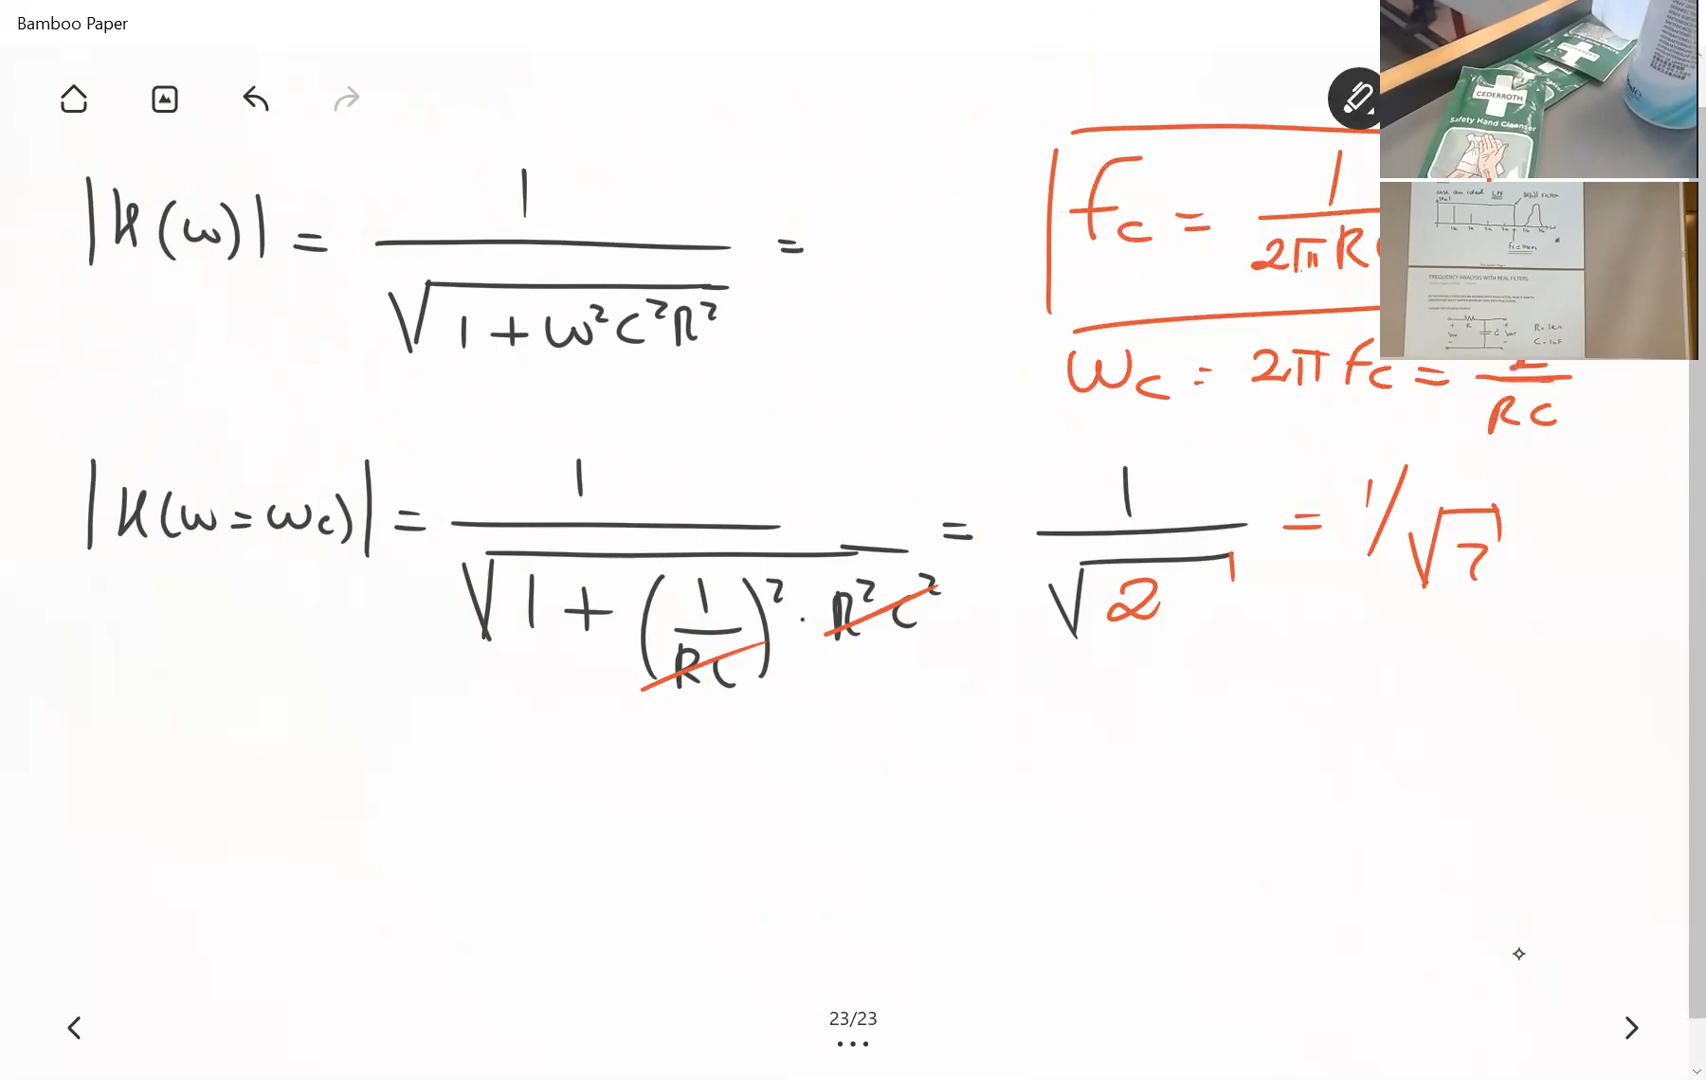 Bamboo Paper
|H(ω)| = 1 / √(1 + ω²C²R²) =
fc = 1 / 2π R
ωc = 2π fc = 1 / RC
|H(ω = ωc)| = 1 / √(1 + (1/RC)² · R²C²) = 1 / √2 = 1/√2
23/23
CEDERROTH
Safety Hand Cleanser
FREQUENCY ANALYSIS WITH REAL FILTERS